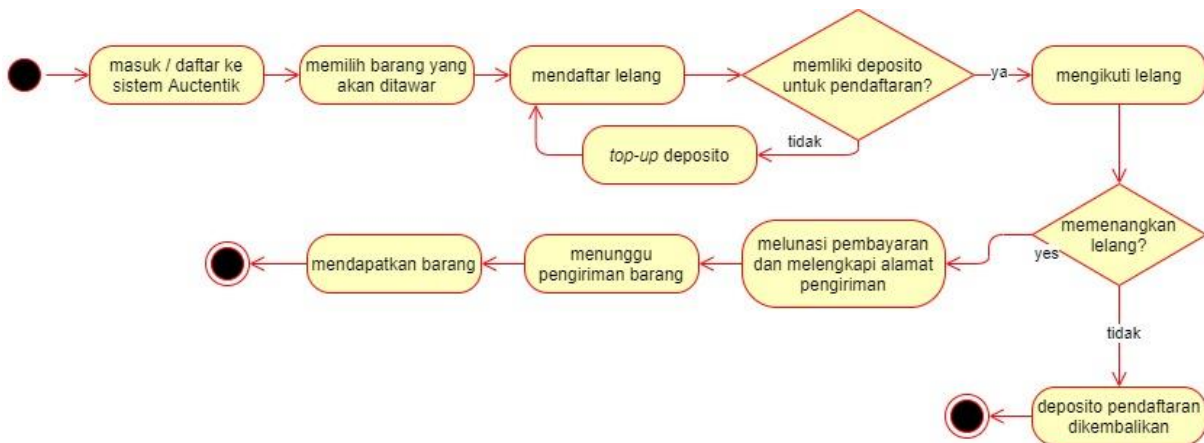 masuk / daftar ke
sistem Auctentik
memilih barang yang
akan ditawar
mendaftar lelang
memliki deposito
untuk pendaftaran?
ya
mengikuti lelang
tidak
top-up deposito
memenangkan
lelang?
yes
melunasi pembayaran
dan melengkapi alamat
pengiriman
menunggu
pengiriman barang
mendapatkan barang
tidak
deposito pendaftaran
dikembalikan